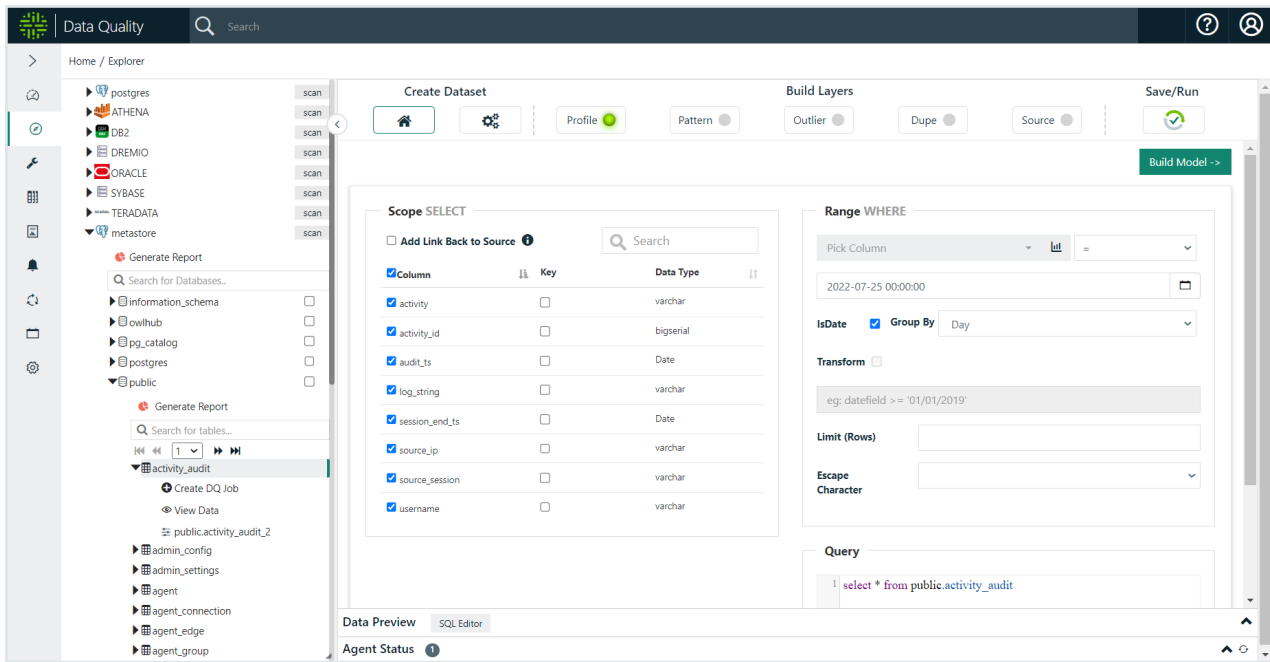 Data Quality
Search
Home / Explorer
postgres scan
ATHENA scan
DB2 scan
DREMIO scan
ORACLE scan
SYBASE scan
TERADATA scan
metastore scan
Generate Report
Search for Databases..
information_schema
owlhub
pg_catalog
postgres
public
Generate Report
Search for tables...
1
activity_audit
Create DQ Job
View Data
public.activity_audit_2
admin_config
admin_settings
agent
agent_connection
agent_edge
agent_group
Create Dataset Build Layers Save/Run
Profile Pattern Outlier Dupe Source
Build Model ->
Scope SELECT
Add Link Back to Source Search
Column Key Data Type
activity varchar
activity_id bigserial
audit_ts Date
log_string varchar
session_end_ts Date
source_ip varchar
source_session varchar
username varchar
Range WHERE
Pick Column =
2022-07-25 00:00:00
IsDate Group By Day
Transform
eg: datefield >= '01/01/2019'
Limit (Rows)
Escape
Character
Query
1 select * from public.activity_audit
Data Preview SQL Editor
Agent Status 1